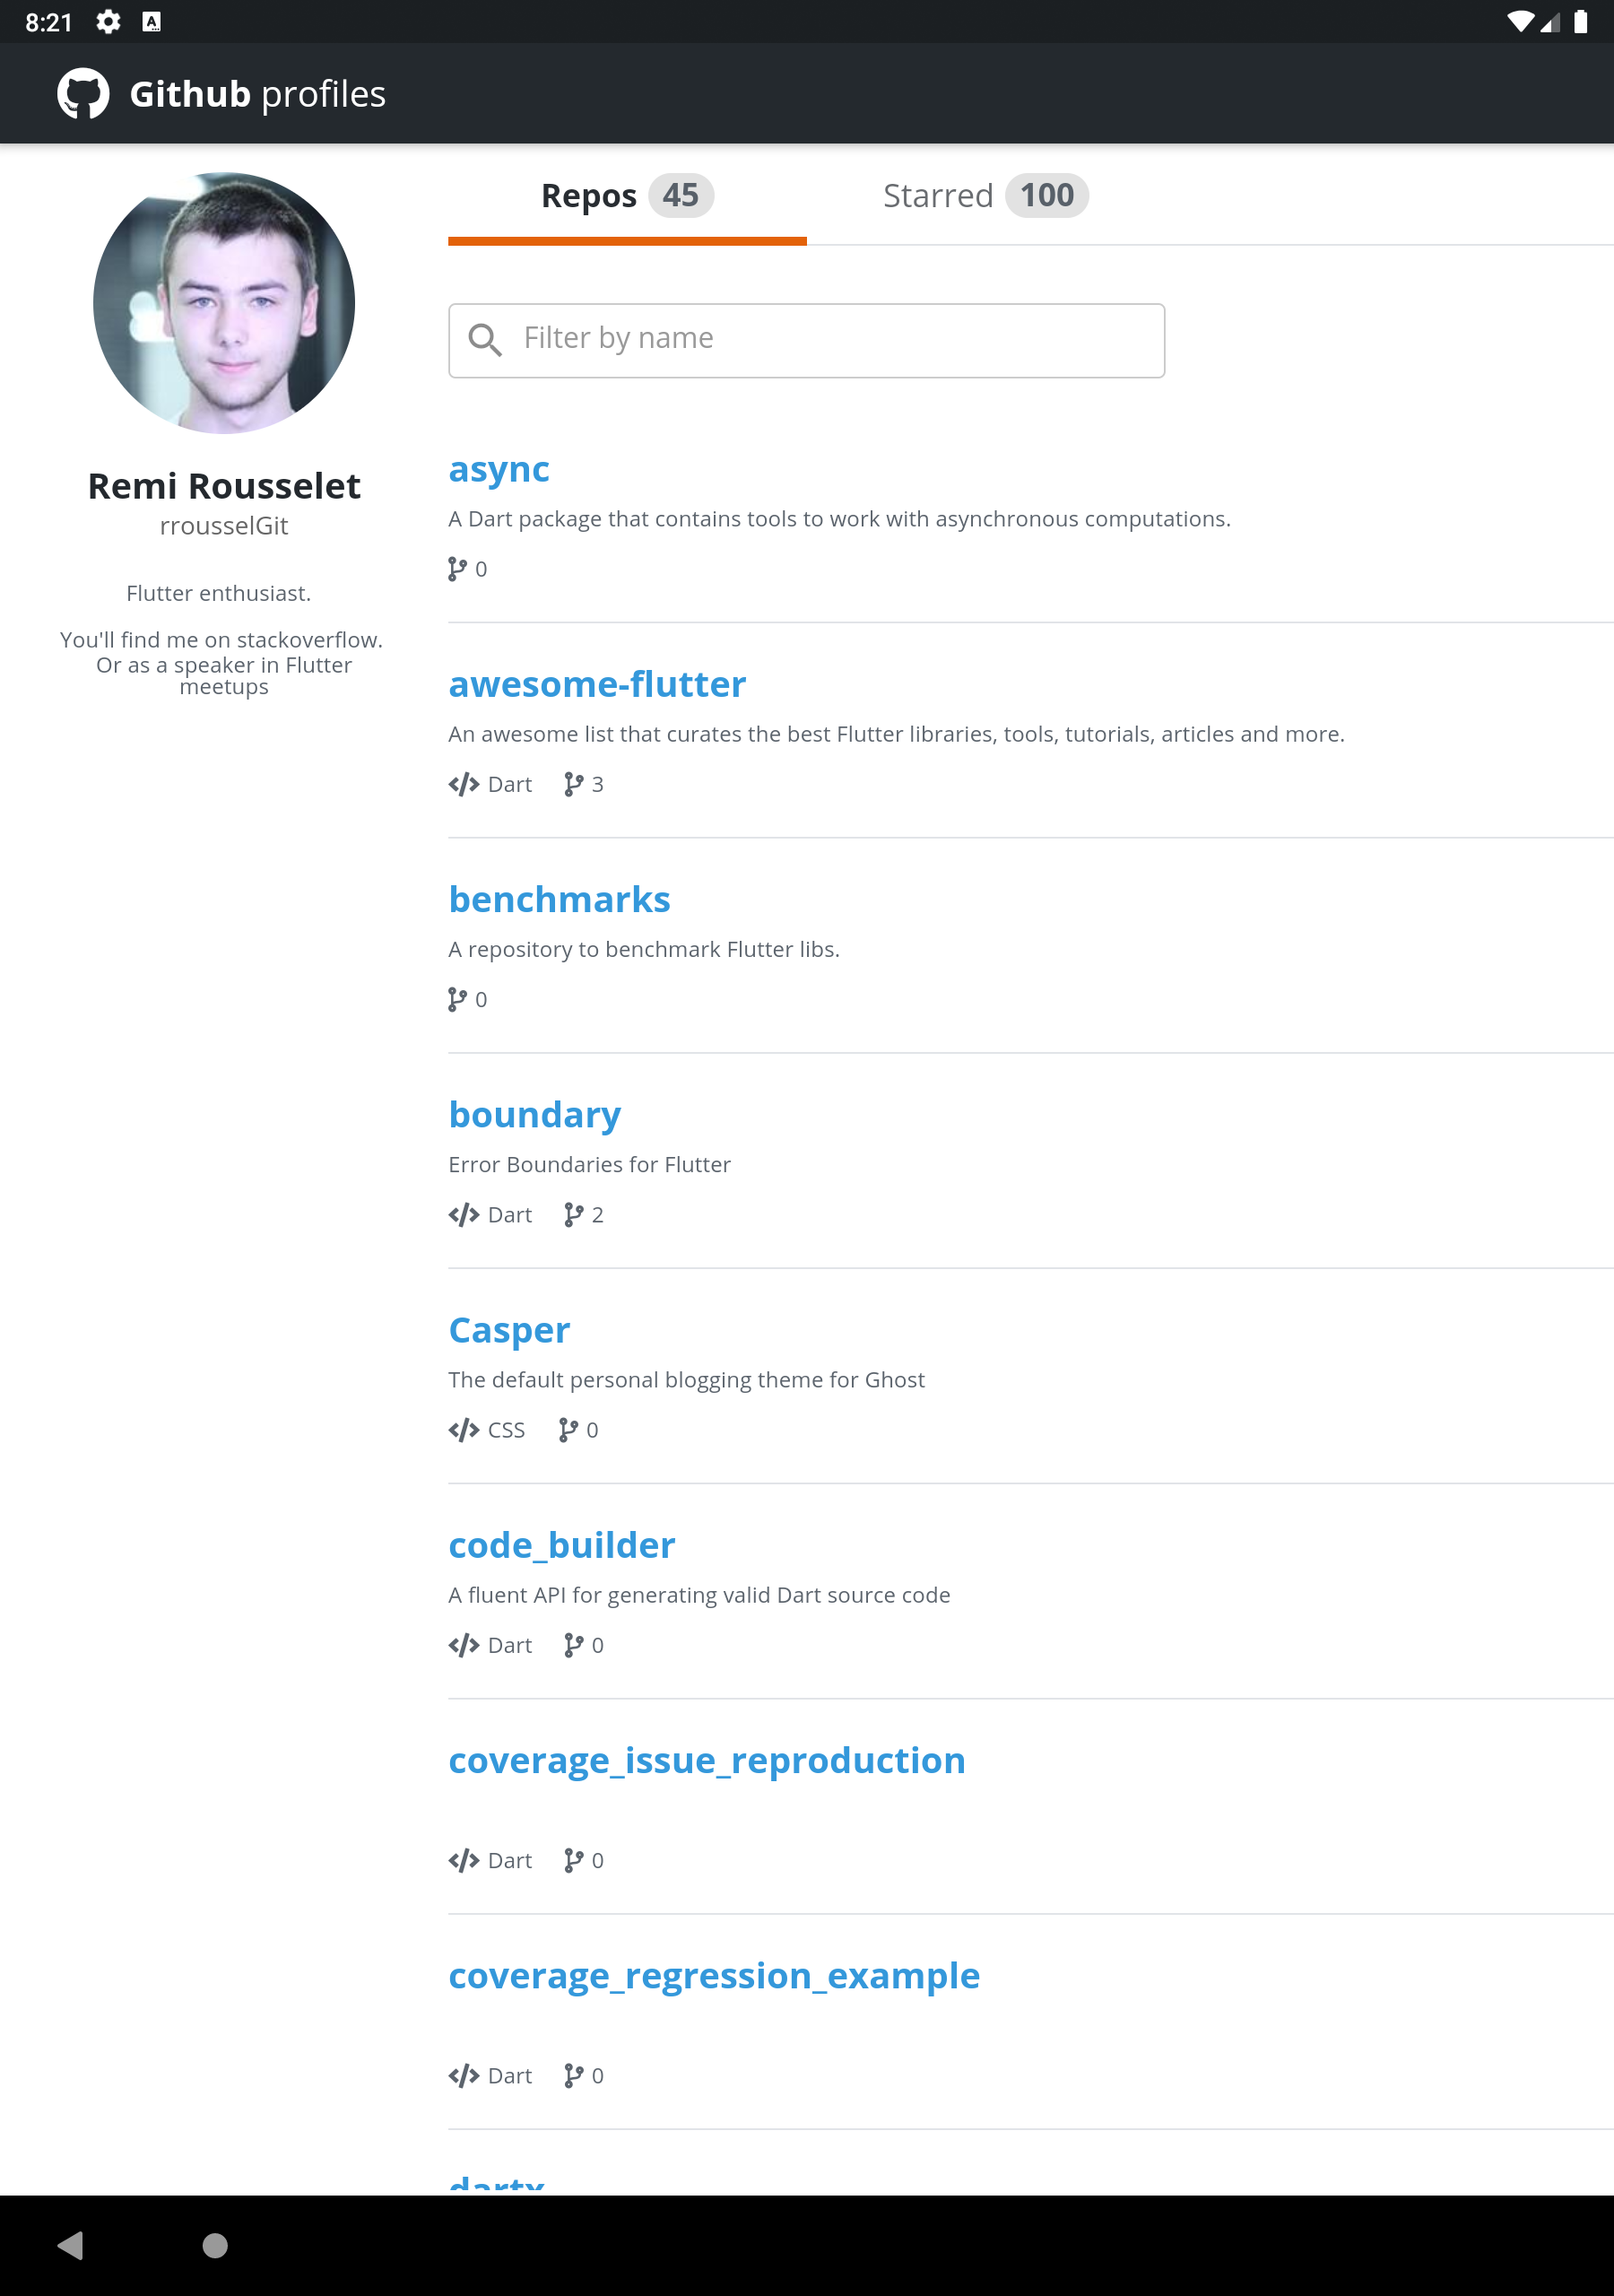 8:21
Github profiles
Repos 45
Starred 100
Filter by name
Remi Rousselet
rrousselGit
Flutter enthusiast.
You'll find me on stackoverflow.
Or as a speaker in Flutter
meetups
async
A Dart package that contains tools to work with asynchronous computations.
0
awesome-flutter
An awesome list that curates the best Flutter libraries, tools, tutorials, articles and more.
Dart 3
benchmarks
A repository to benchmark Flutter libs.
0
boundary
Error Boundaries for Flutter
Dart 2
Casper
The default personal blogging theme for Ghost
CSS 0
code_builder
A fluent API for generating valid Dart source code
Dart 0
coverage_issue_reproduction
Dart 0
coverage_regression_example
Dart 0
dartx